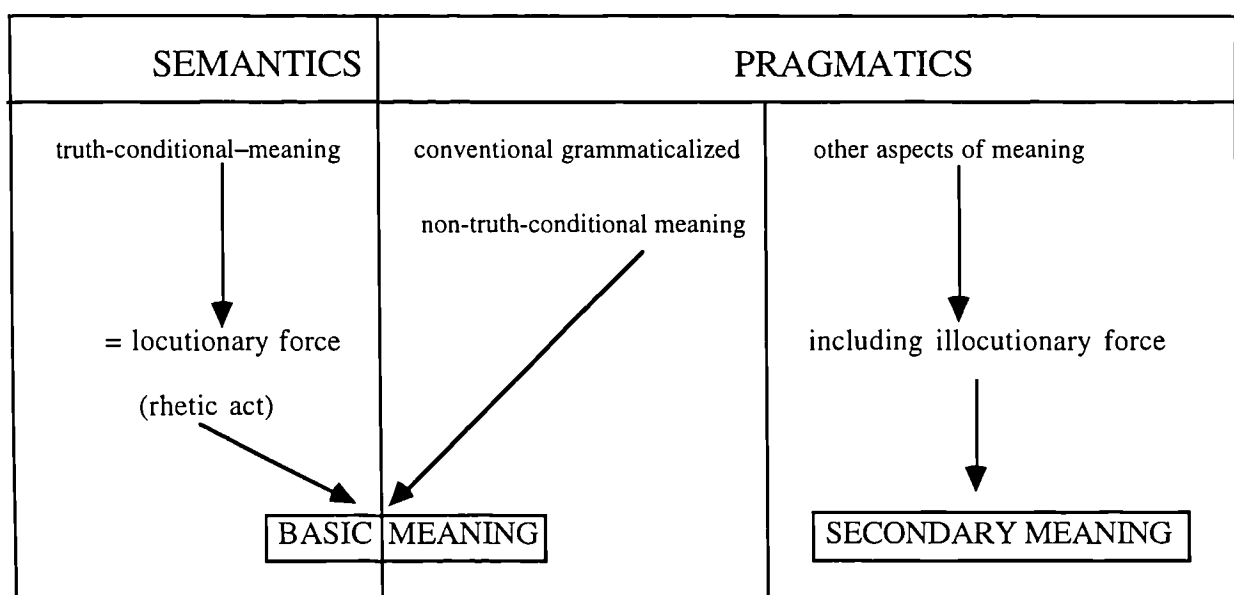 SEMANTICS
PRAGMATICS
truth-conditional–meaning
= locutionary force
(rhetic act)
conventional grammaticalized
non-truth-conditional meaning
other aspects of meaning
including illocutionary force
BASIC MEANING
SECONDARY MEANING